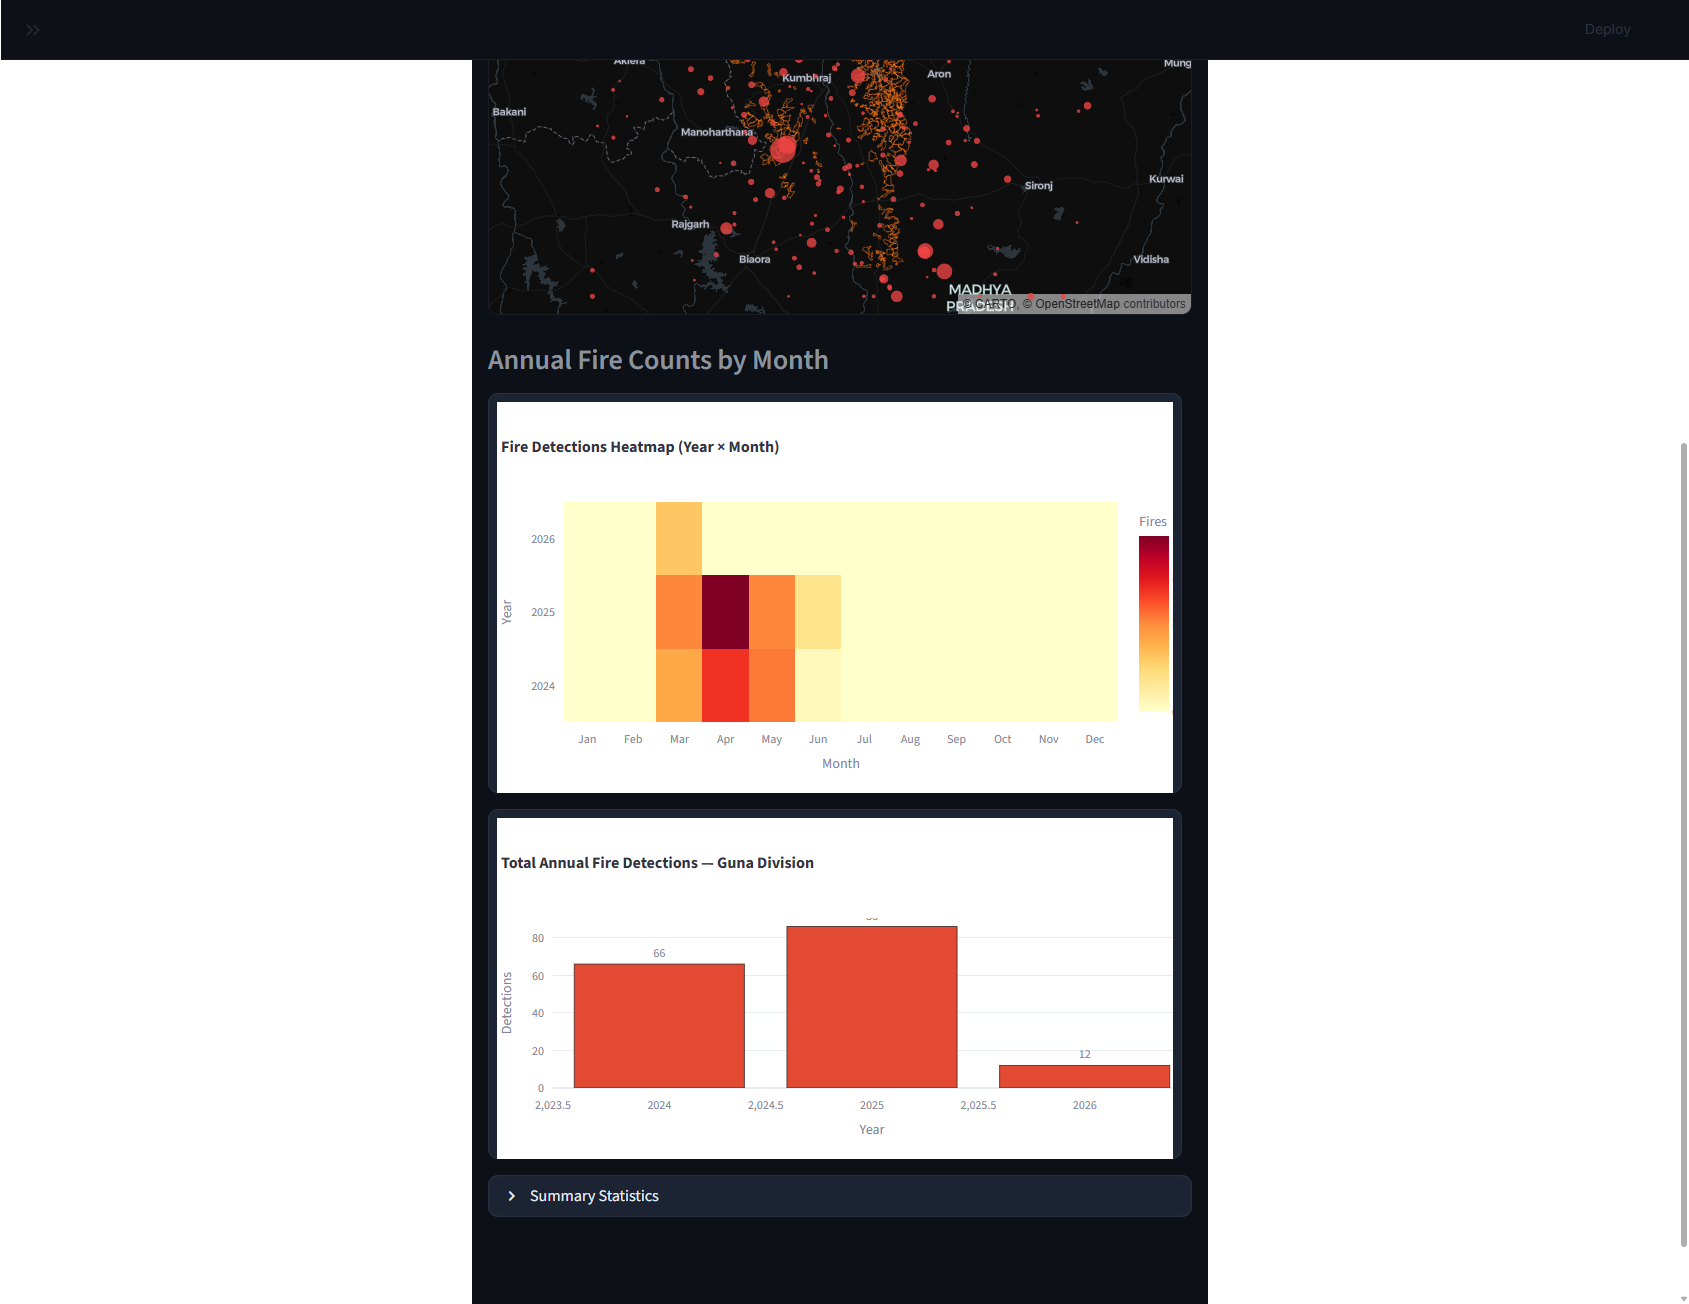 Deploy
Aklera
Kumbhraj
Aron
Mung
Bakani
Manoharthana
Sironj
Kurwai
Rajgarh
Biaora
Vidisha
MADHYA
PRADESH
© CARTO, © OpenStreetMap contributors
Annual Fire Counts by Month
Fire Detections Heatmap (Year × Month)
Fires
2026
2025
2024
Year
Jan Feb Mar Apr May Jun Jul Aug Sep Oct Nov Dec
Month
Total Annual Fire Detections — Guna Division
80
60
40
20
0
Detections
66
12
2,023.5 2024 2,024.5 2025 2,025.5 2026
Year
Summary Statistics